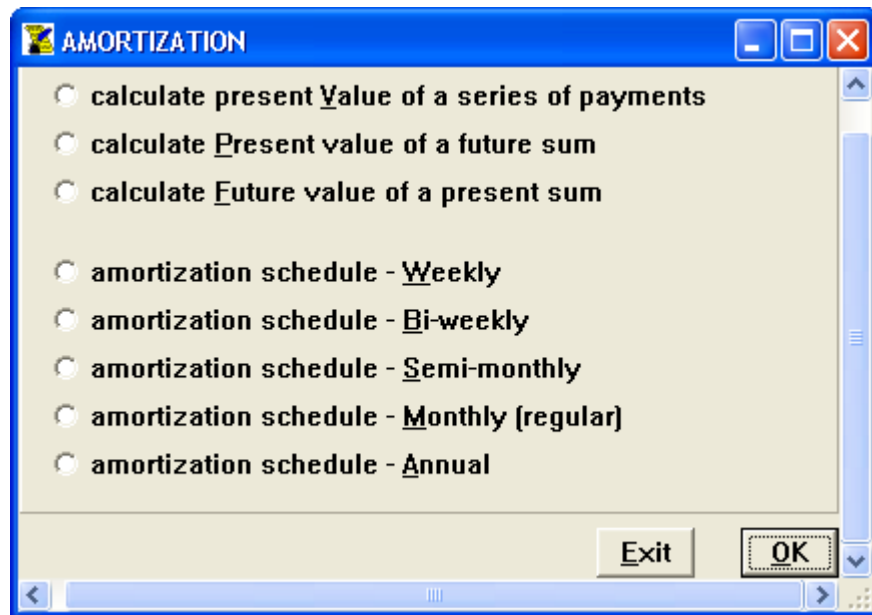 AMORTIZATION
calculate present Value of a series of payments
calculate Present value of a future sum
calculate Future value of a present sum
amortization schedule - Weekly
amortization schedule - Bi-weekly
amortization schedule - Semi-monthly
amortization schedule - Monthly (regular)
amortization schedule - Annual
Exit OK